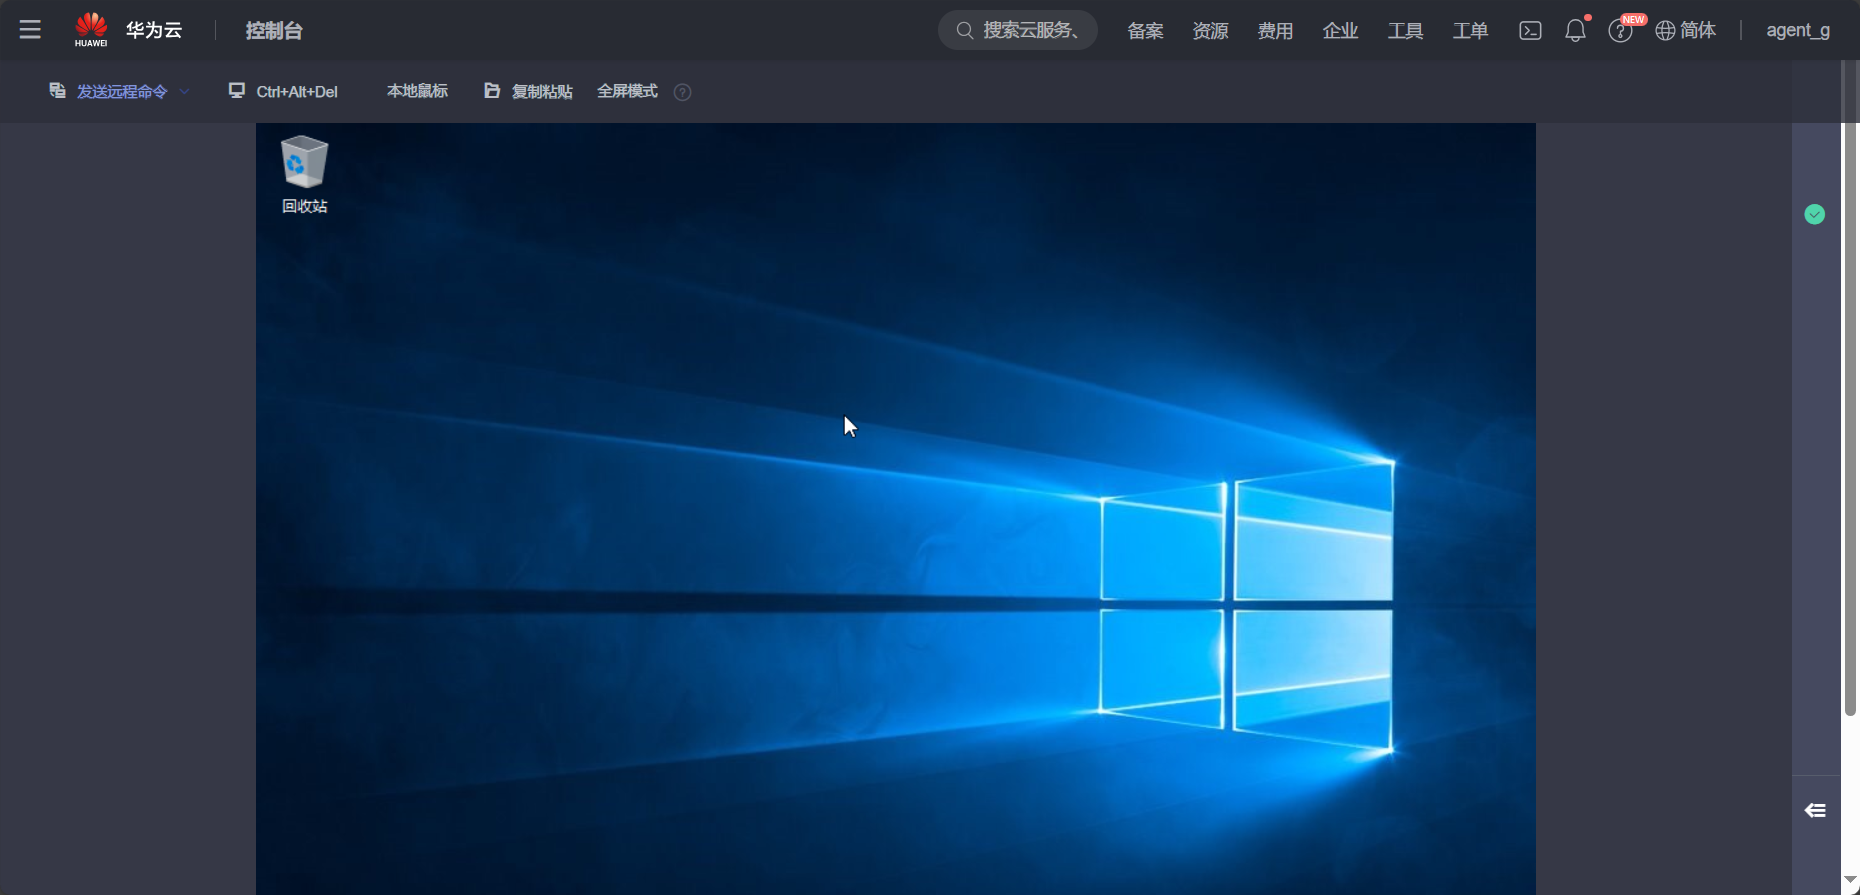 HUAWEI 华为云 控制台 搜索云服务、 备案 资源 费用 企业 工具 工单 NEW 简体 agent_g
发送远程命令 Ctrl+Alt+Del 本地鼠标 复制粘贴 全屏模式
回收站